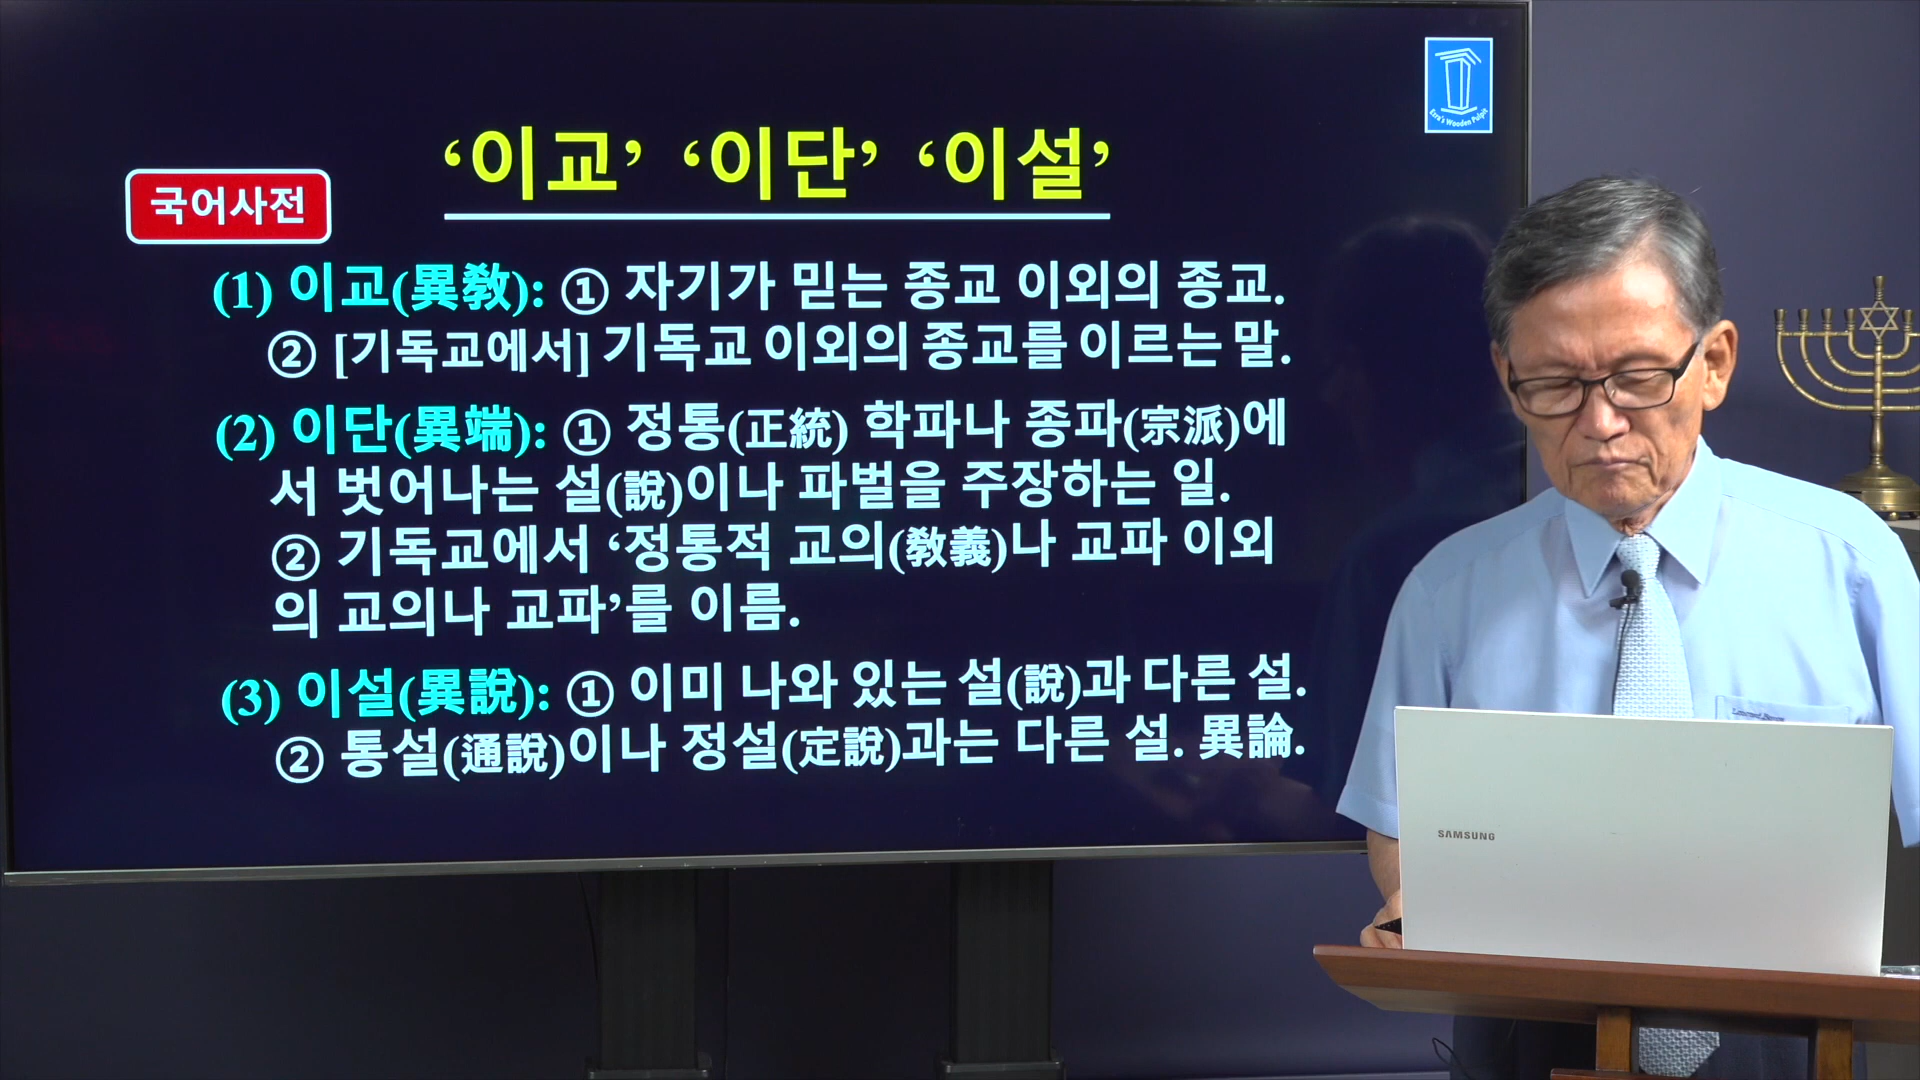 ‘이교’ ‘이단’ ‘이설’
국어사전
(1) 이교(異敎): ① 자기가 믿는 종교 이외의 종교.
② [기독교에서] 기독교 이외의 종교를 이르는 말.
(2) 이단(異端): ① 정통(正統) 학파나 종파(宗派)에
서 벗어나는 설(說)이나 파벌을 주장하는 일.
② 기독교에서 ‘정통적 교의(敎義)나 교파 이외
의 교의나 교파’를 이름.
(3) 이설(異說): ① 이미 나와 있는 설(說)과 다른 설.
② 통설(通說)이나 정설(定說)과는 다른 설. 異論.
Ezra's Wooden Pulpit
SAMSUNG